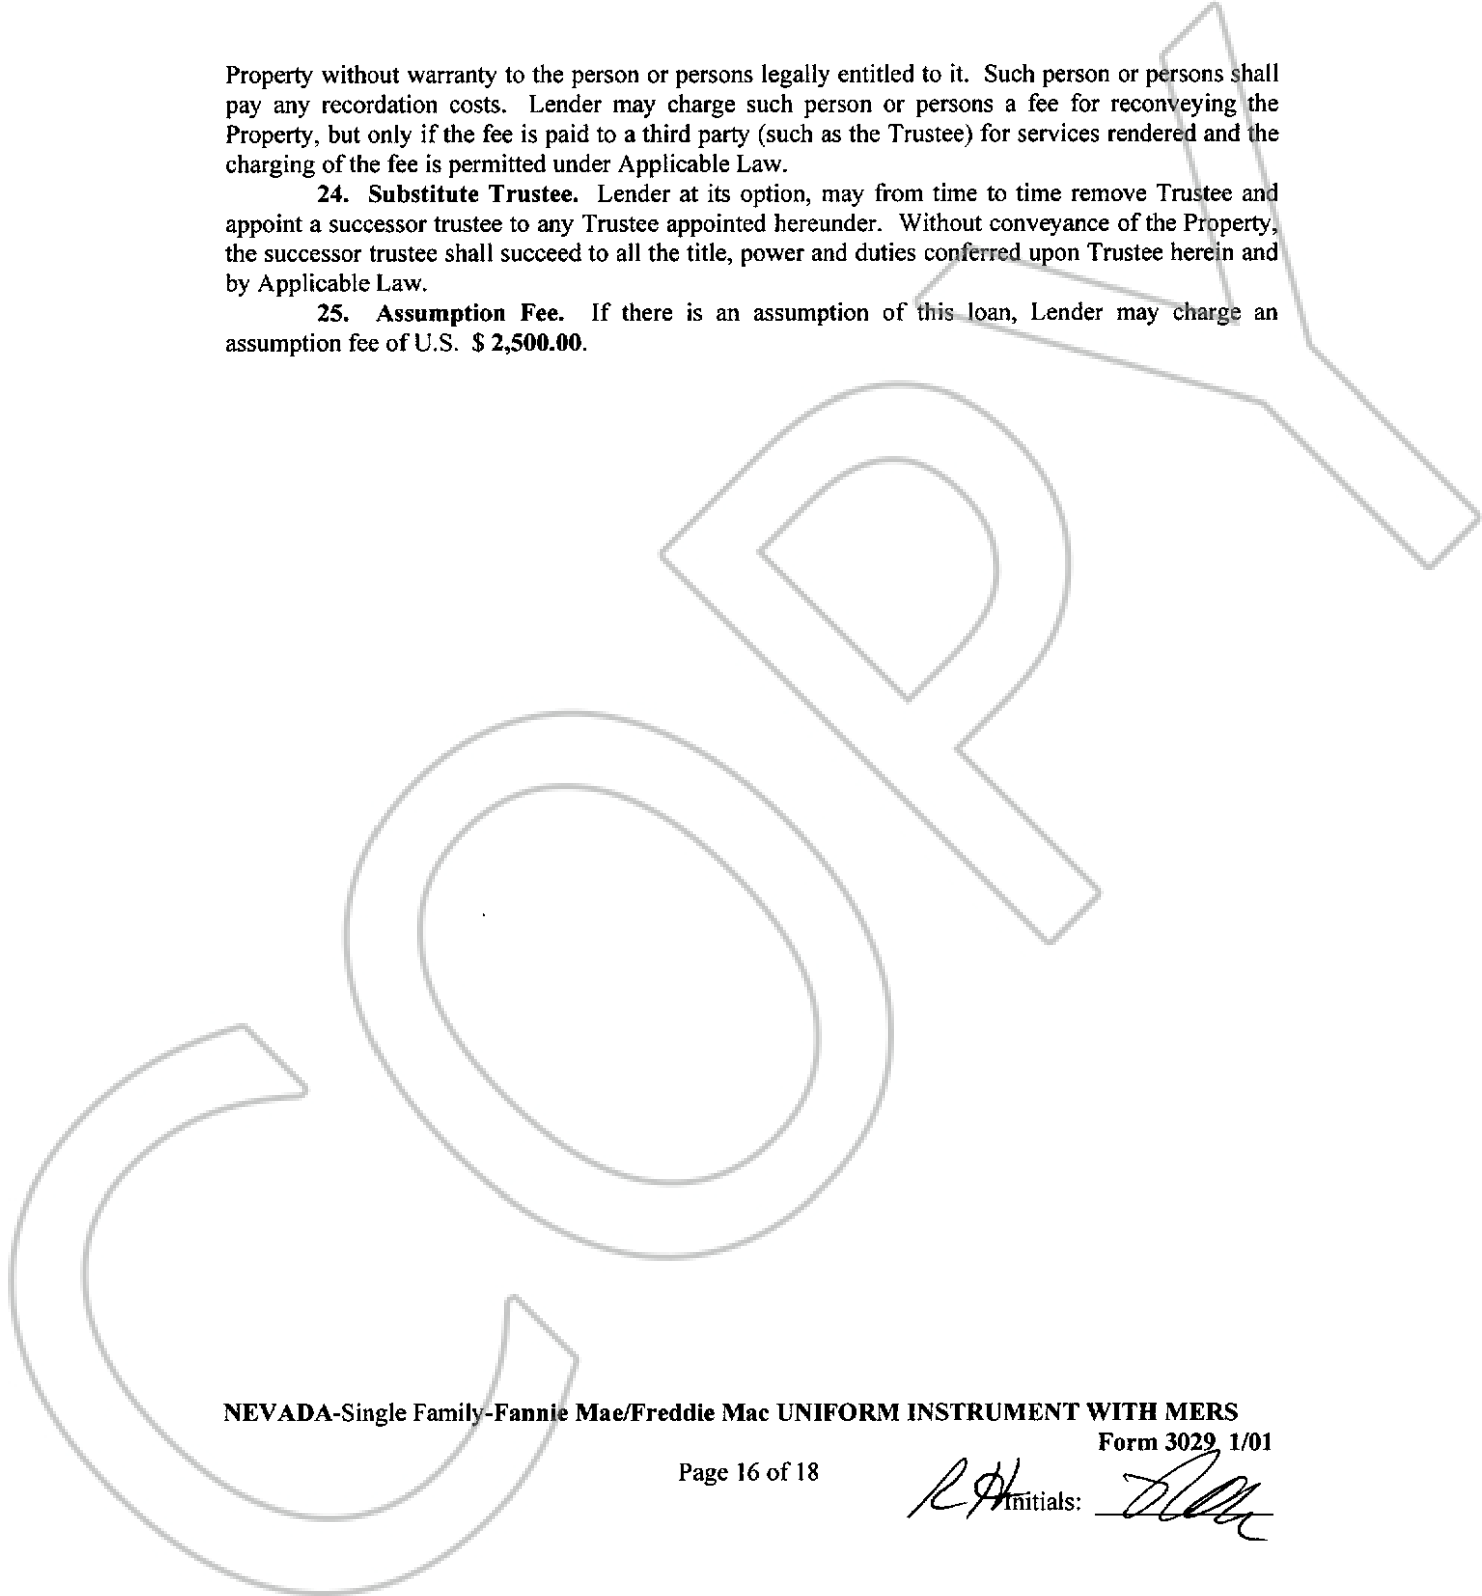 Property without warranty to the person or persons legally entitled to it. Such person or persons shall
pay any recordation costs. Lender may charge such person or persons a fee for reconveying the
Property, but only if the fee is paid to a third party (such as the Trustee) for services rendered and the
charging of the fee is permitted under Applicable Law.
24. Substitute Trustee. Lender at its option, may from time to time remove Trustee and
appoint a successor trustee to any Trustee appointed hereunder. Without conveyance of the Property,
the successor trustee shall succeed to all the title, power and duties conferred upon Trustee herein and
by Applicable Law.
25. Assumption Fee. If there is an assumption of this loan, Lender may charge an
assumption fee of U.S. $ 2,500.00.
COPY
NEVADA-Single Family-Fannie Mae/Freddie Mac UNIFORM INSTRUMENT WITH MERS
Form 3029 1/01
Page 16 of 18
RH Initials: